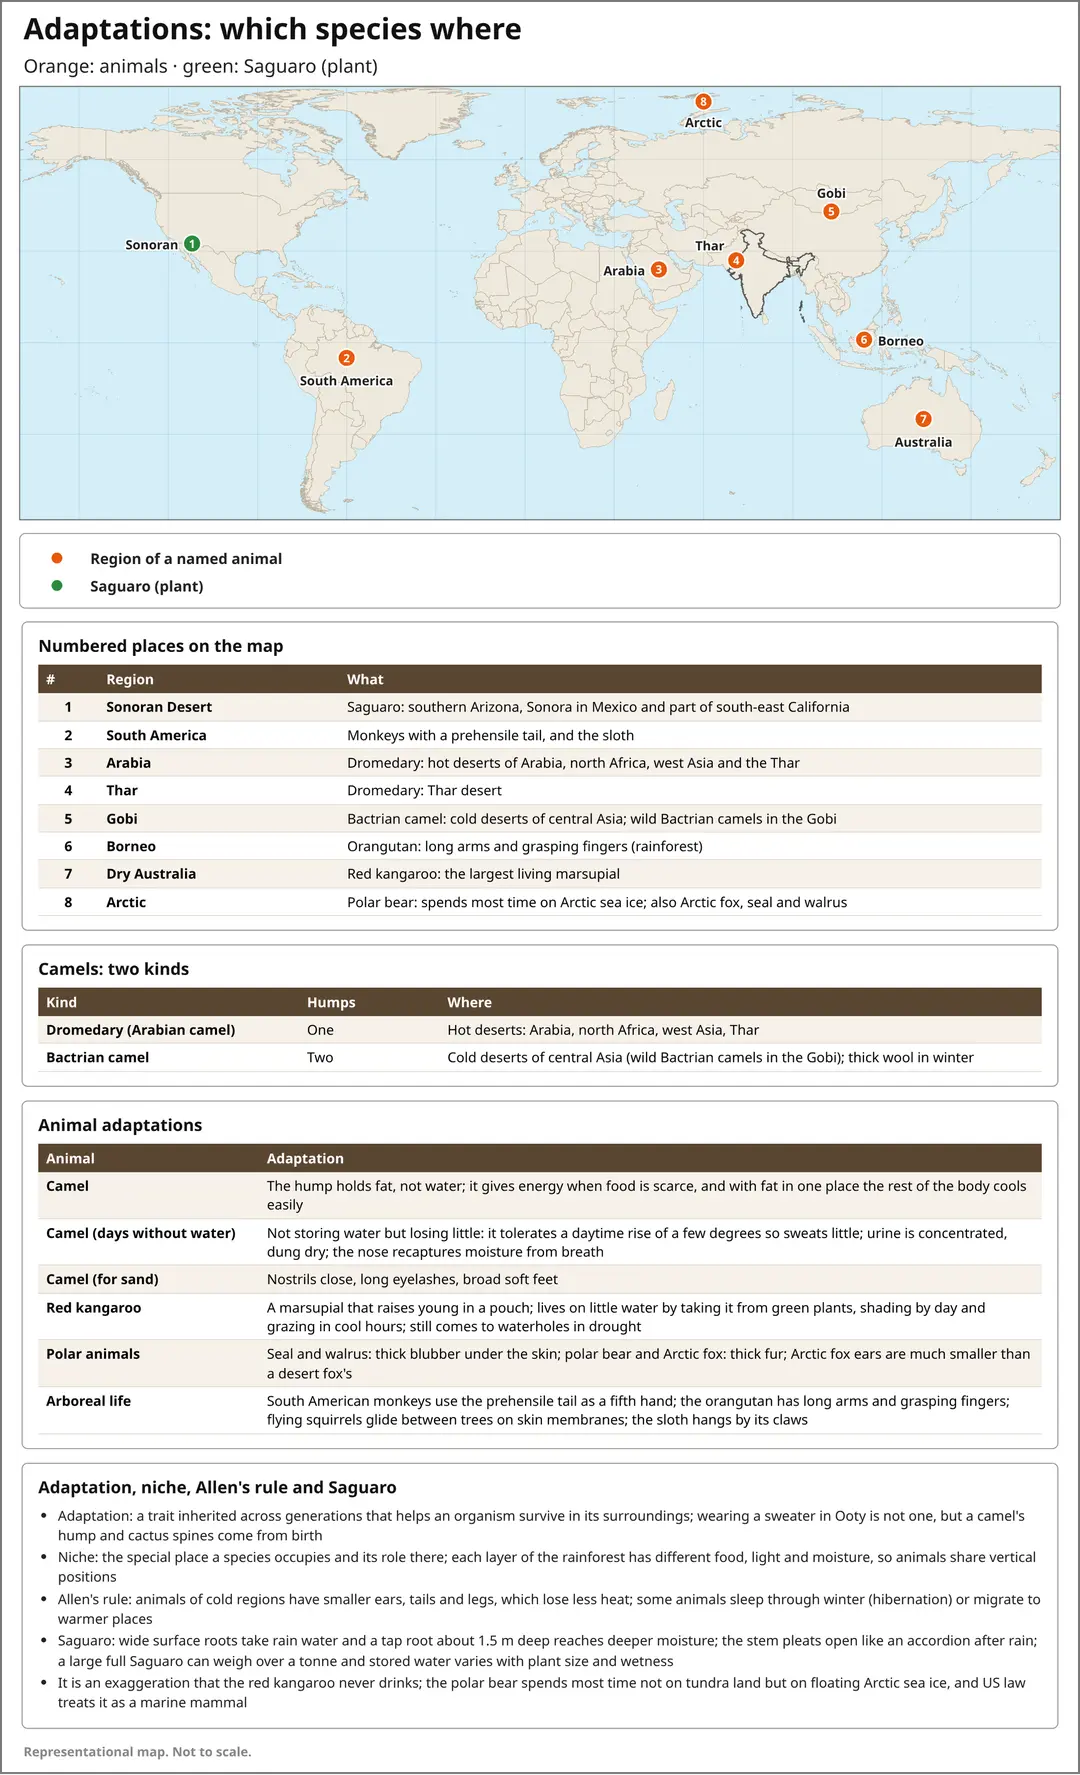 Adaptations: which species where
Orange: animals · green: Saguaro (plant)
8
Arctic
Gobi
5
Sonoran 1
Thar
4
Arabia 3
6 Borneo
2
South America
7
Australia
Region of a named animal
Saguaro (plant)
Numbered places on the map
# Region What
1 Sonoran Desert Saguaro: southern Arizona, Sonora in Mexico and part of south-east California
2 South America Monkeys with a prehensile tail, and the sloth
3 Arabia Dromedary: hot deserts of Arabia, north Africa, west Asia and the Thar
4 Thar Dromedary: Thar desert
5 Gobi Bactrian camel: cold deserts of central Asia; wild Bactrian camels in the Gobi
6 Borneo Orangutan: long arms and grasping fingers (rainforest)
7 Dry Australia Red kangaroo: the largest living marsupial
8 Arctic Polar bear: spends most time on Arctic sea ice; also Arctic fox, seal and walrus
Camels: two kinds
Kind Humps Where
Dromedary (Arabian camel) One Hot deserts: Arabia, north Africa, west Asia, Thar
Bactrian camel Two Cold deserts of central Asia (wild Bactrian camels in the Gobi); thick wool in winter
Animal adaptations
Animal Adaptation
Camel The hump holds fat, not water; it gives energy when food is scarce, and with fat in one place the rest of the body cools
easily
Camel (days without water) Not storing water but losing little: it tolerates a daytime rise of a few degrees so sweats little; urine is concentrated,
dung dry; the nose recaptures moisture from breath
Camel (for sand) Nostrils close, long eyelashes, broad soft feet
Red kangaroo A marsupial that raises young in a pouch; lives on little water by taking it from green plants, shading by day and
grazing in cool hours; still comes to waterholes in drought
Polar animals Seal and walrus: thick blubber under the skin; polar bear and Arctic fox: thick fur; Arctic fox ears are much smaller than
a desert fox's
Arboreal life South American monkeys use the prehensile tail as a fifth hand; the orangutan has long arms and grasping fingers;
flying squirrels glide between trees on skin membranes; the sloth hangs by its claws
Adaptation, niche, Allen's rule and Saguaro
• Adaptation: a trait inherited across generations that helps an organism survive in its surroundings; wearing a sweater in Ooty is not one, but a camel's
hump and cactus spines come from birth
• Niche: the special place a species occupies and its role there; each layer of the rainforest has different food, light and moisture, so animals share vertical
positions
• Allen's rule: animals of cold regions have smaller ears, tails and legs, which lose less heat; some animals sleep through winter (hibernation) or migrate to
warmer places
• Saguaro: wide surface roots take rain water and a tap root about 1.5 m deep reaches deeper moisture; the stem pleats open like an accordion after rain;
a large full Saguaro can weigh over a tonne and stored water varies with plant size and wetness
• It is an exaggeration that the red kangaroo never drinks; the polar bear spends most time not on tundra land but on floating Arctic sea ice, and US law
treats it as a marine mammal
Representational map. Not to scale.